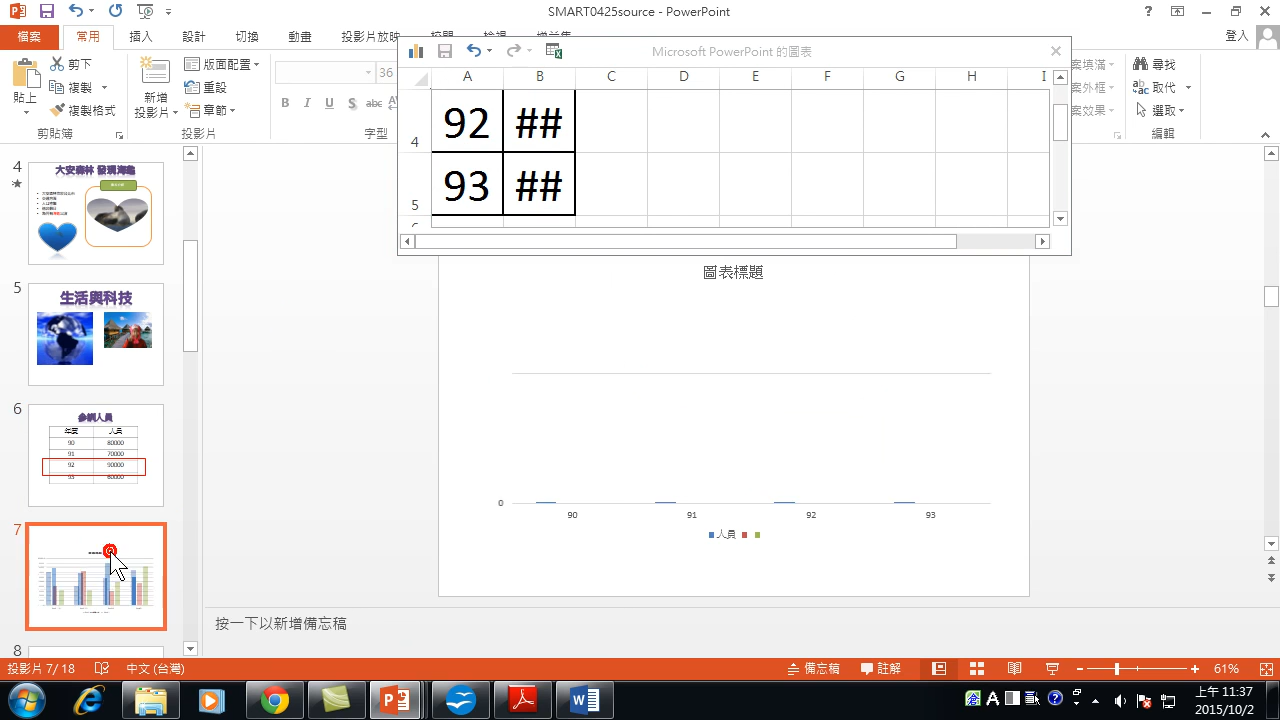 SMART0425source - PowerPoint
檔案
常用
插入
設計
切換
動畫
投影片放映
登入
貼上
剪下
複製
複製格式
剪貼簿
新增
投影片
版面配置
重設
章節
投影片
36
B I U S abc
字型
尋找
取代
選取
編輯
Microsoft PowerPoint 的圖表
A B C D E F G H I
4 92 ##
5 93 ##
圖表標題
0
90 91 92 93
人員
4
大安森林 發現海龜
5
生活與科技
6
參訓人員
年度 人員
90 80000
91 70000
92 90000
93 60000
7
8
按一下以新增備忘稿
投影片 7/18
中文 (台灣)
備忘稿
註解
61%
上午 11:37
2015/10/2